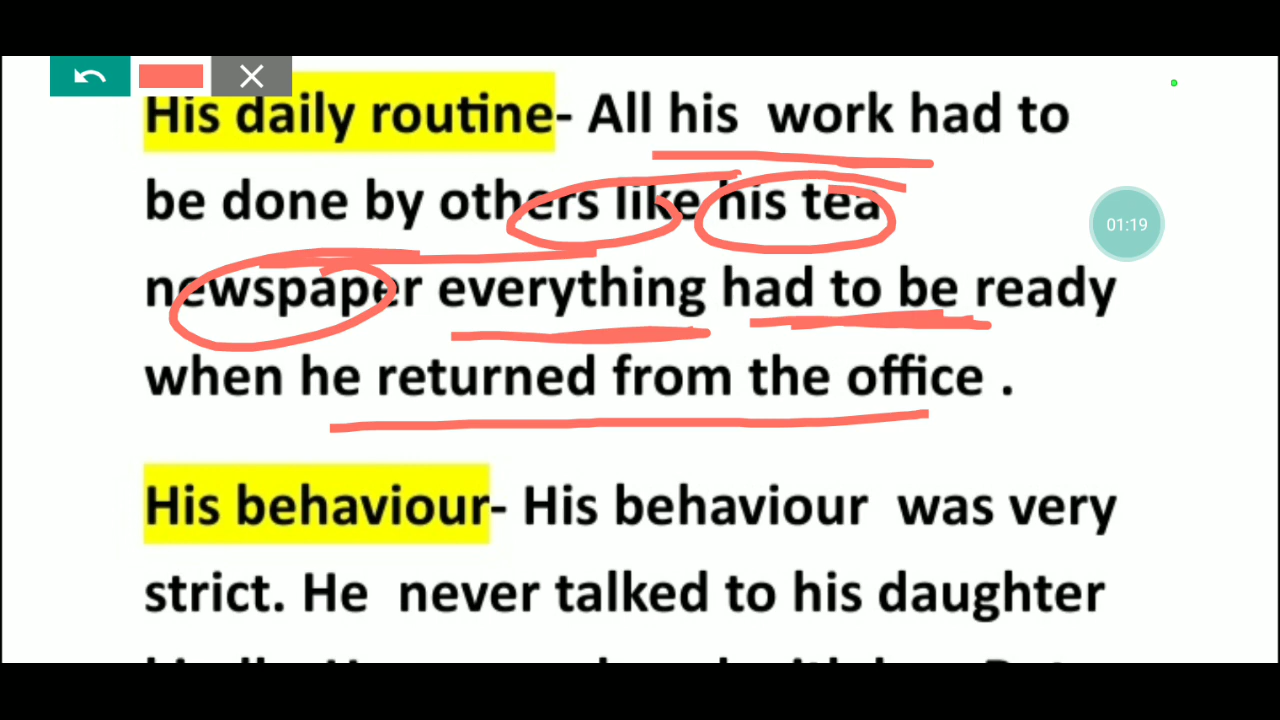 His daily routine- All his work had to
be done by others like his tea
01:19
newspaper everything had to be ready
when he returned from the office .
His behaviour- His behaviour was very
strict. He never talked to his daughter